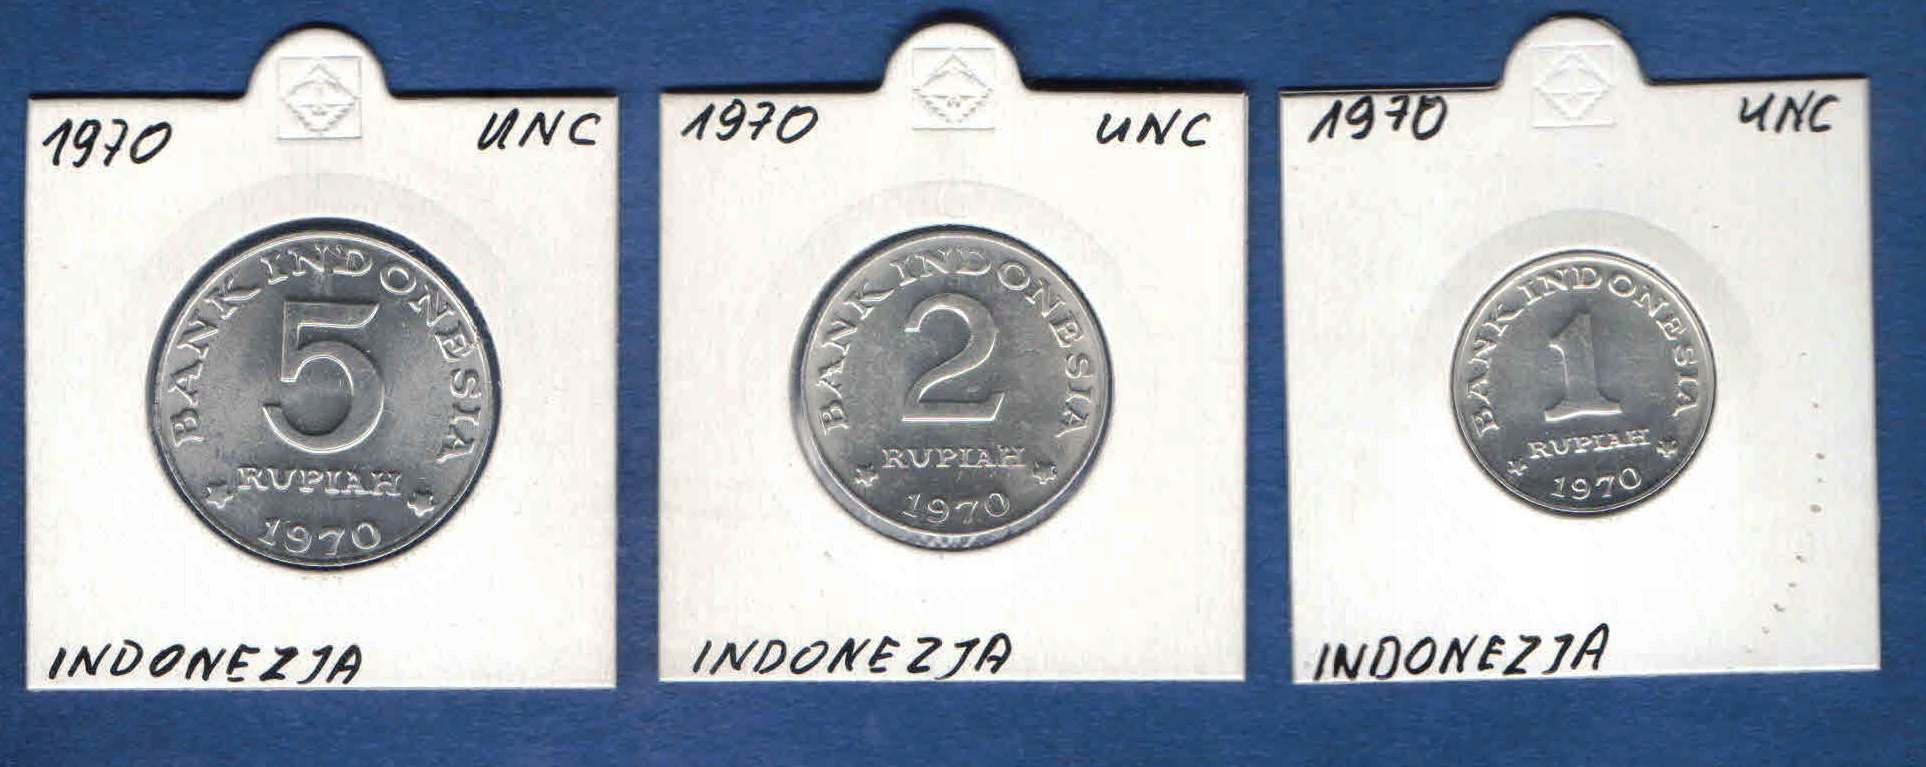 1970 UNC
BANK INDONESIA
5
RUPIAH
1970
INDONEZJA
1970 UNC
BANK INDONESIA
2
RUPIAH
1970
INDONEZJA
1970 UNC
BANK INDONESIA
1
RUPIAH
1970
INDONEZJA